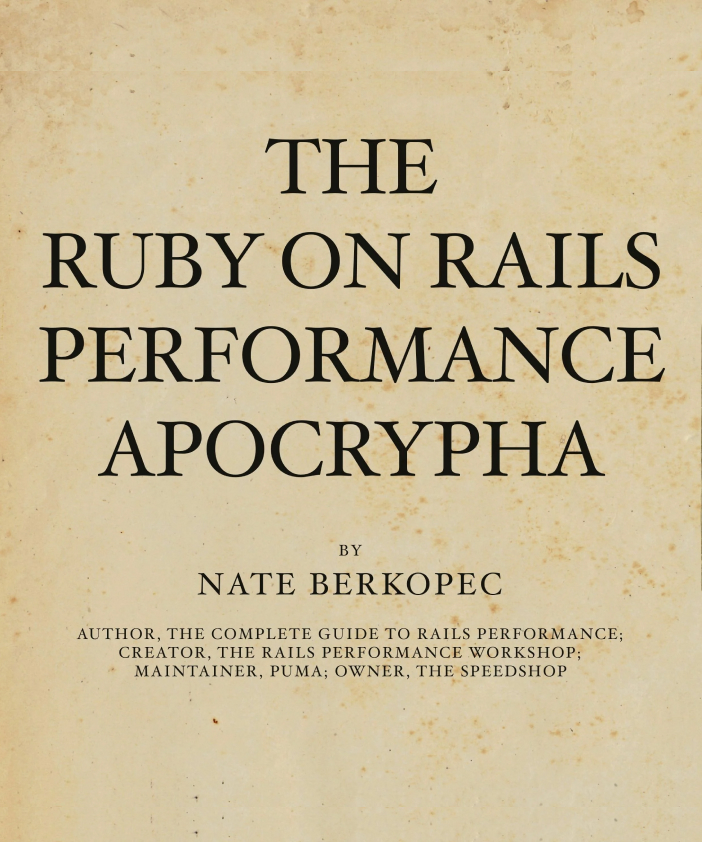 THE
RUBY ON RAILS
PERFORMANCE
APOCRYPHA
BY
NATE BERKOPEC
AUTHOR, THE COMPLETE GUIDE TO RAILS PERFORMANCE;
CREATOR, THE RAILS PERFORMANCE WORKSHOP;
MAINTAINER, PUMA; OWNER, THE SPEEDSHOP